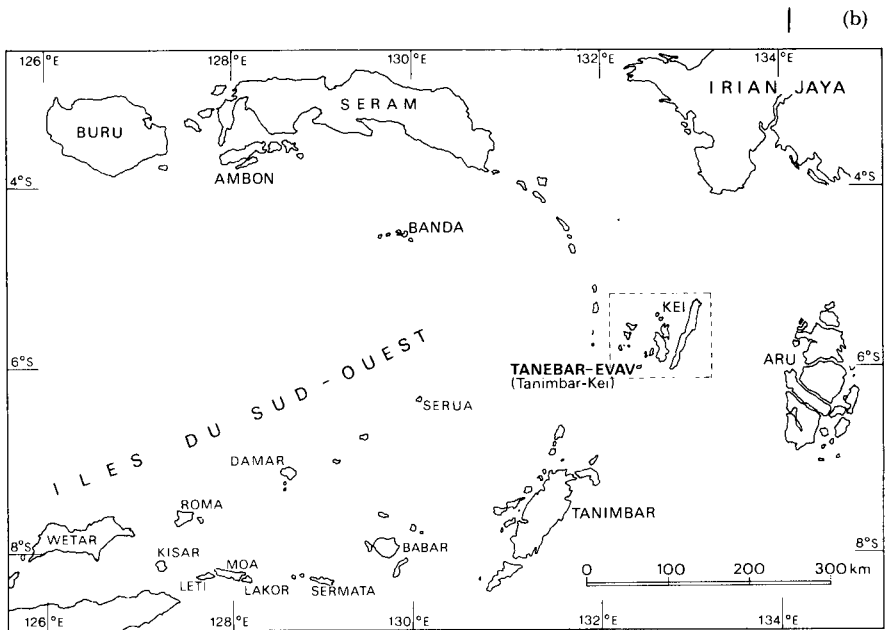 (b)
126°E 128°E 130°E 132°E 134°E
IRIAN JAYA
SERAM
BURU
AMBON
4°S 4°S
BANDA
KEI
TANEBAR-EVAV
(Tanimbar-Kei)
ARU
6°S 6°S
ILES DU SUD-OUEST
SERUA
DAMAR
ROMA
TANIMBAR
WETAR
BABAR
8°S 8°S
KISAR
MOA
LETI
LAKOR
SERMATA
0 100 200 300 km
126°E 128°E 130°E 132°E 134°E